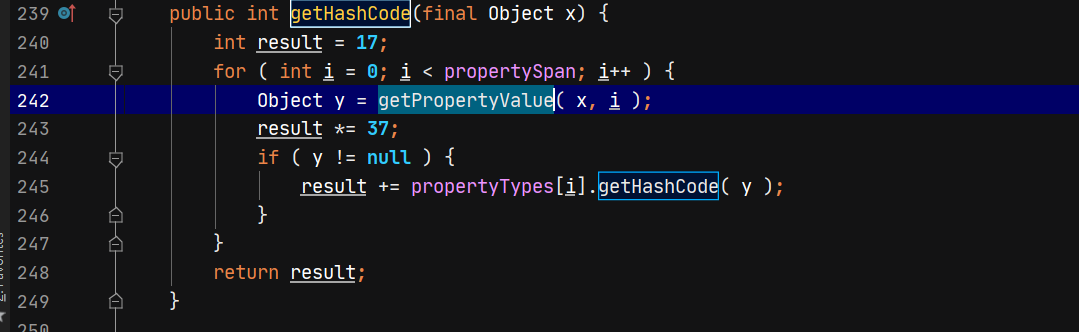 239 public int getHashCode(final Object x) {
240 int result = 17;
241 for ( int i = 0; i < propertySpan; i++ ) {
242 Object y = getPropertyValue( x, i );
243 result *= 37;
244 if ( y != null ) {
245 result += propertyTypes[i].getHashCode( y );
246 }
247 }
248 return result;
249 }
250
2: Favorites